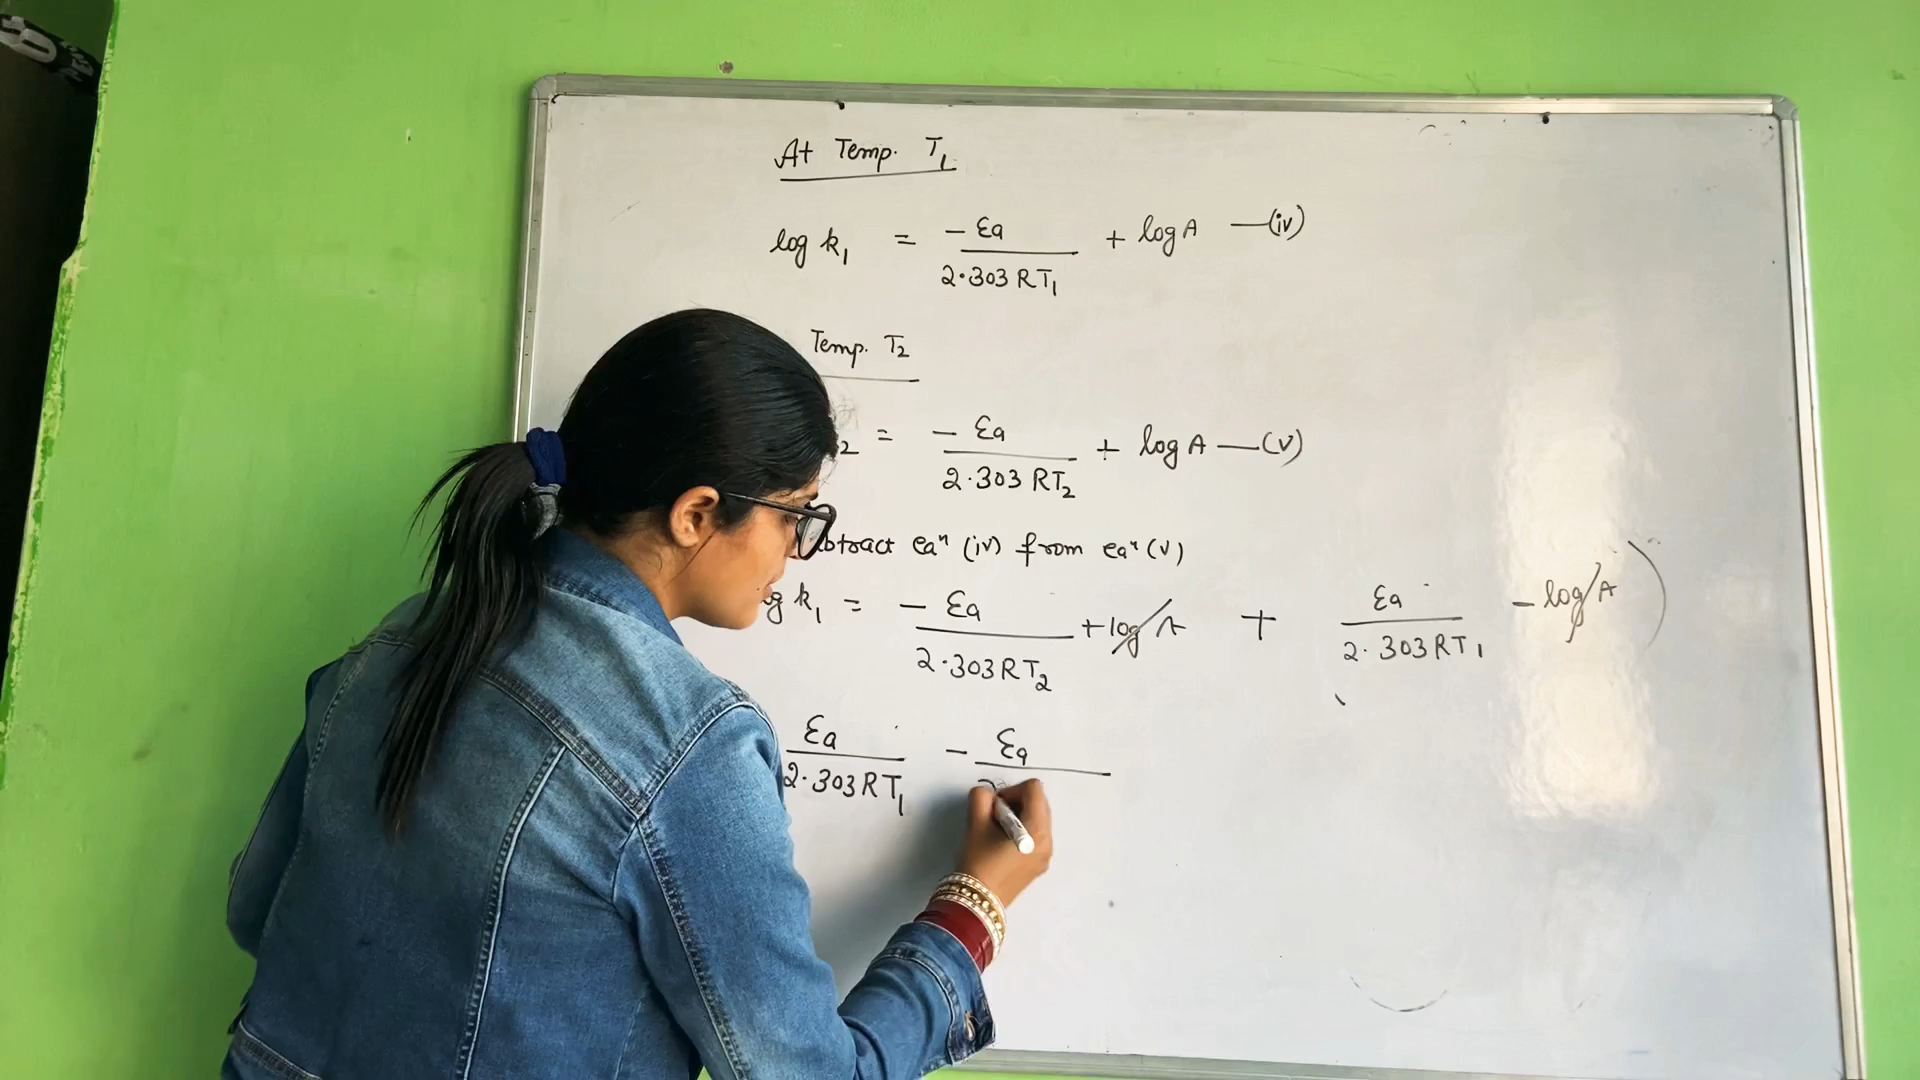 At Temp. T₁
log k₁ = -Ea / 2.303 RT₁ + log A —(iv)
Temp. T₂
₂ = -Ea / 2.303 RT₂ + log A —(v)
btract eqⁿ (iv) from eqⁿ (v)
g k₁ = -Ea / 2.303 RT₂ + log A + Ea / 2.303 RT₁ - log A
Ea / 2.303 RT₁ - Ea